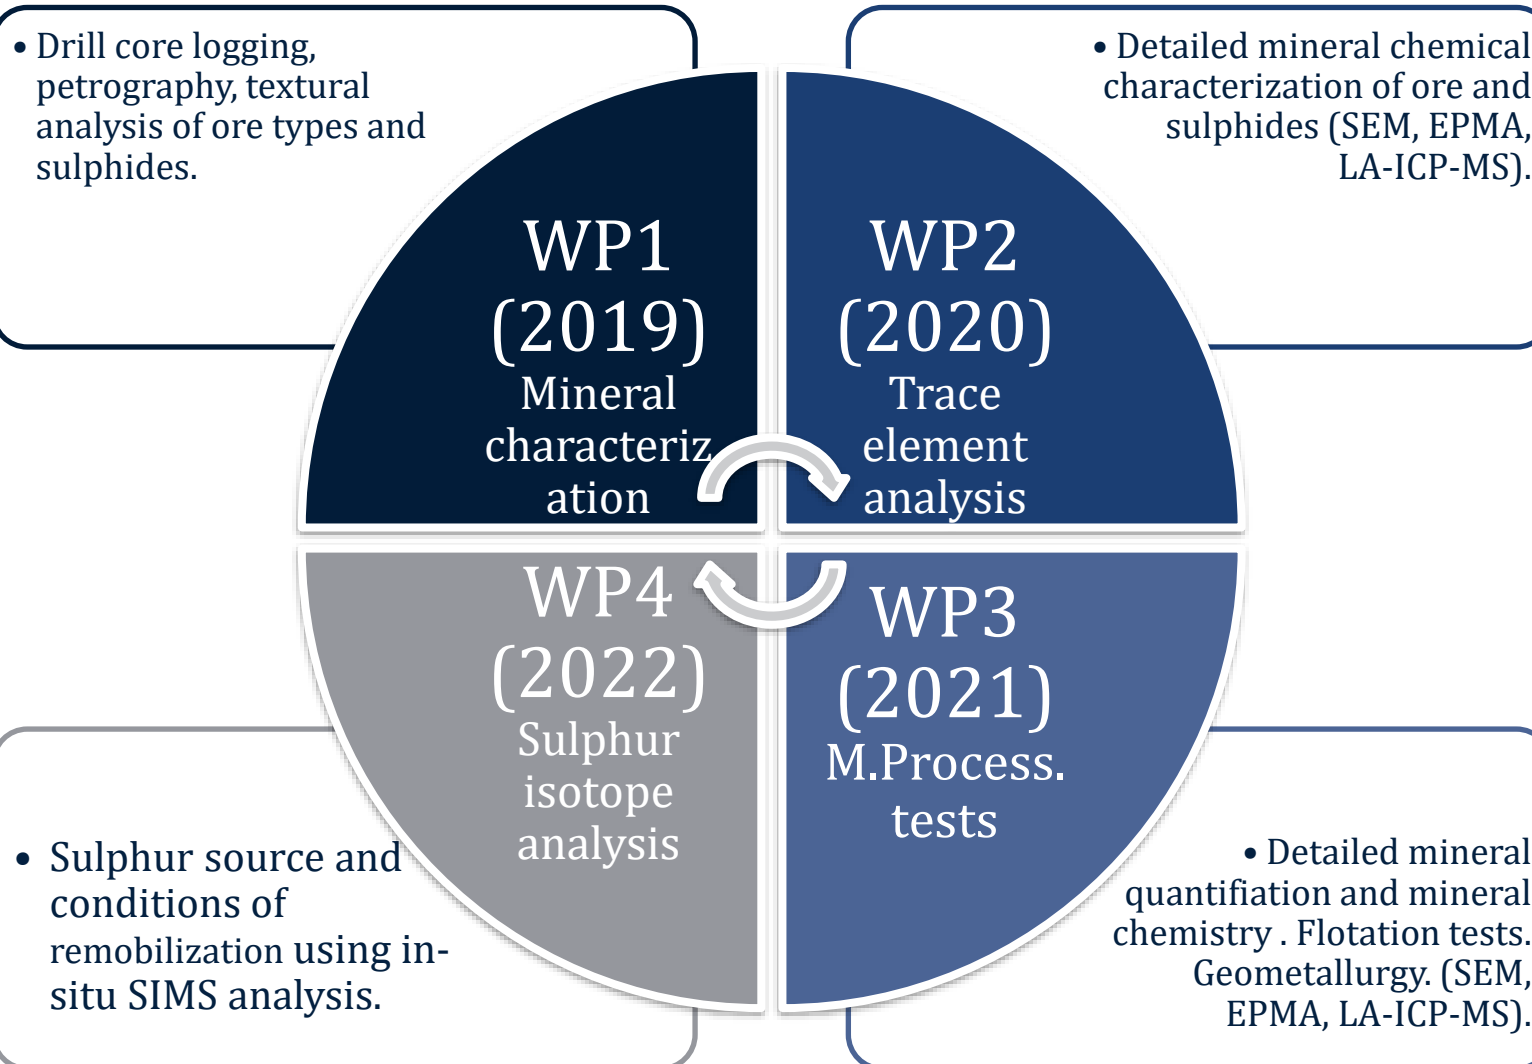 • Drill core logging,
petrography, textural
analysis of ore types and
sulphides.
• Detailed mineral chemical
characterization of ore and
sulphides (SEM, EPMA,
LA-ICP-MS).
WP1
(2019)
Mineral
characteriz
ation
WP2
(2020)
Trace
element
analysis
WP4
(2022)
Sulphur
isotope
analysis
WP3
(2021)
M.Process.
tests
• Sulphur source and
conditions of
remobilization using in-
situ SIMS analysis.
• Detailed mineral
quantifiation and mineral
chemistry . Flotation tests.
Geometallurgy. (SEM,
EPMA, LA-ICP-MS).